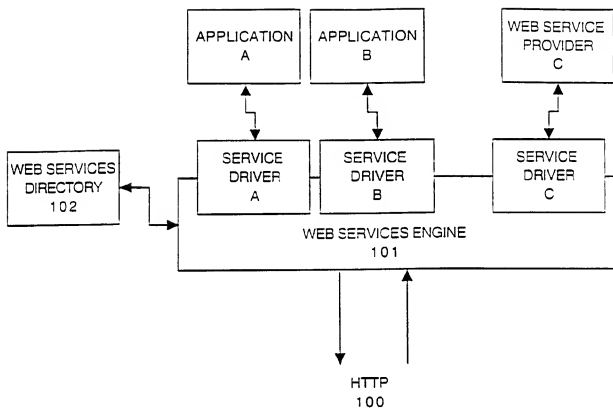 APPLICATION
A
APPLICATION
B
WEB SERVICE
PROVIDER
C
WEB SERVICES
DIRECTORY
102
SERVICE
DRIVER
A
SERVICE
DRIVER
B
SERVICE
DRIVER
C
WEB SERVICES ENGINE
101
HTTP
100